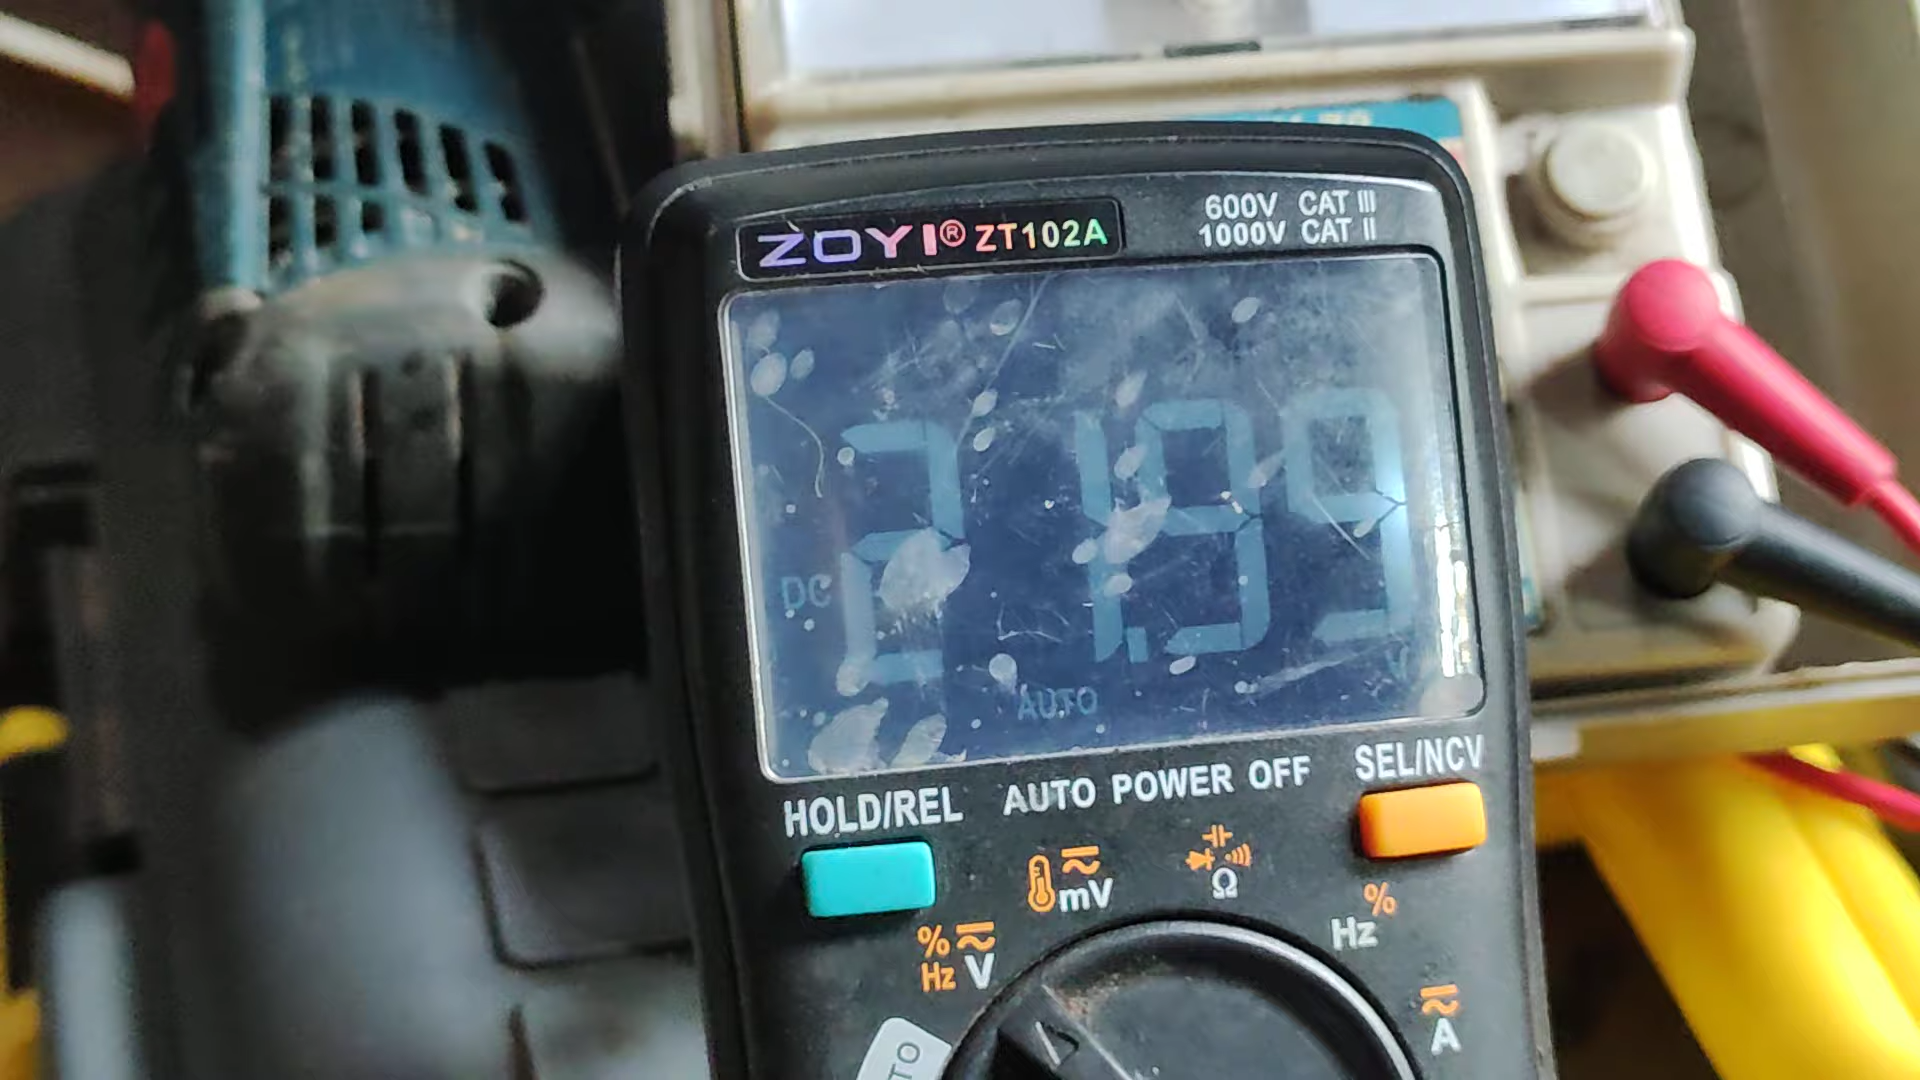 ZOYI® ZT102A
600V CAT III
1000V CAT II
DC
21.99
AUTO
V
HOLD/REL
AUTO POWER OFF
SEL/NCV
mV
Ω
%
Hz
%
Hz V
A